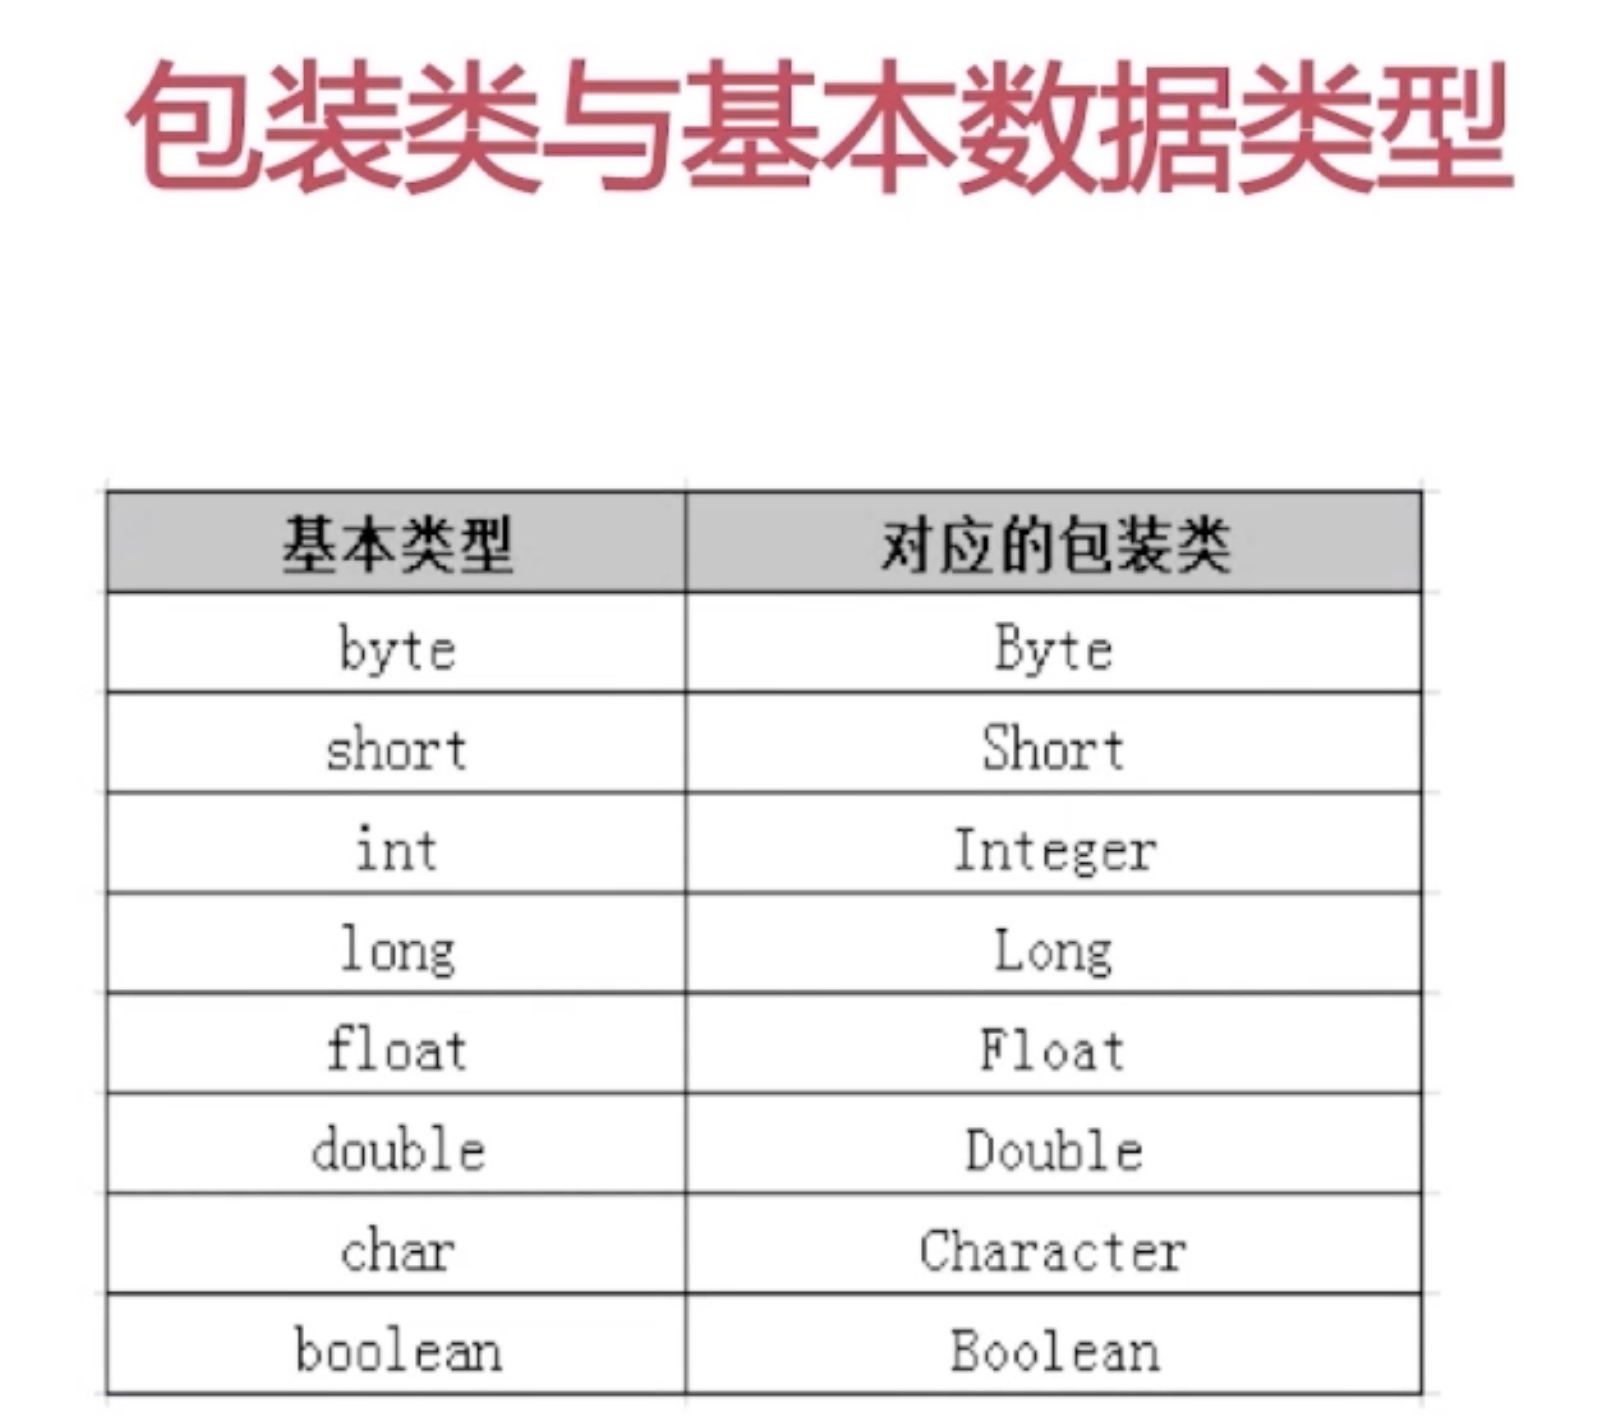 包装类与基本数据类型
基本类型 对应的包装类
byte Byte
short Short
int Integer
long Long
float Float
double Double
char Character
boolean Boolean